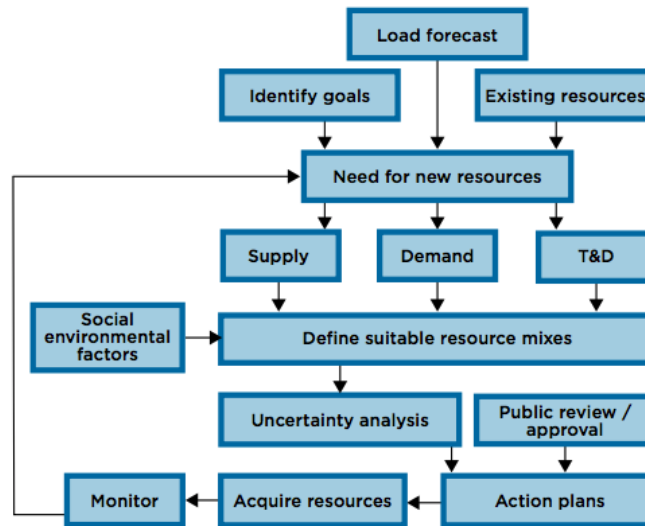 Load forecast
Identify goals
Existing resources
Need for new resources
Supply
Demand
T&D
Social
environmental
factors
Define suitable resource mixes
Uncertainty analysis
Public review /
approval
Monitor
Acquire resources
Action plans